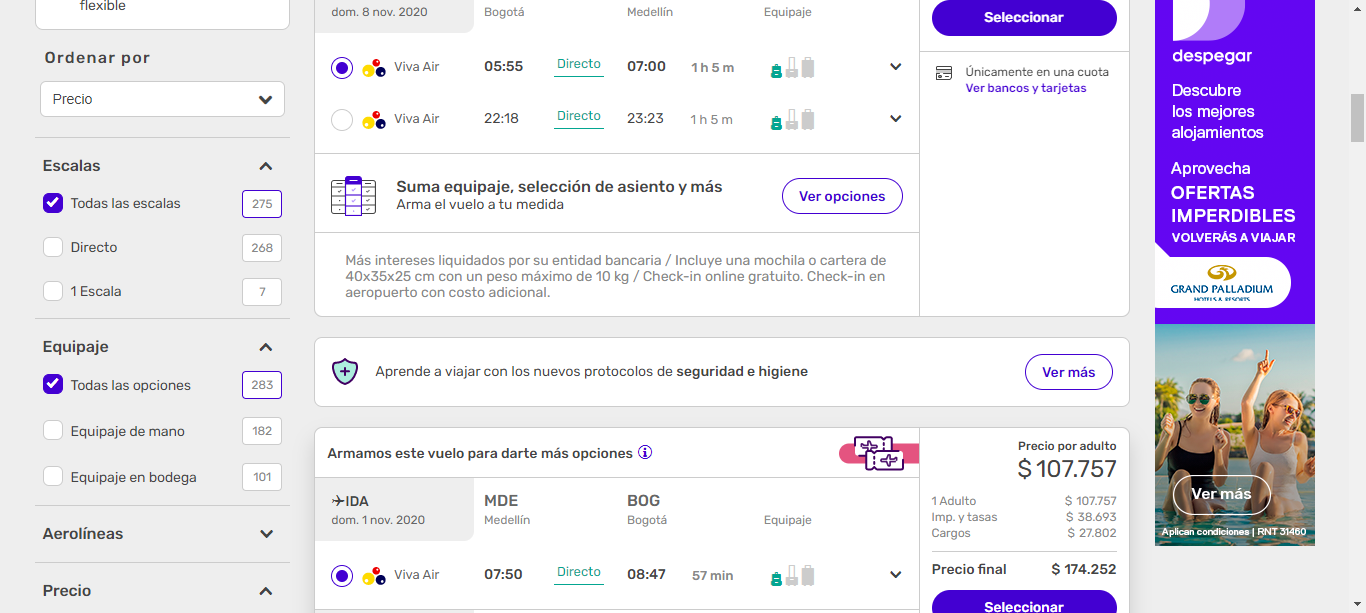 flexible
Ordenar por
Precio
Escalas
Todas las escalas 275
Directo 268
1 Escala 7
Equipaje
Todas las opciones 283
Equipaje de mano 182
Equipaje en bodega 101
Aerolíneas
Precio
dom. 8 nov. 2020 Bogotá Medellín Equipaje
Viva Air 05:55 Directo 07:00 1 h 5 m
Viva Air 22:18 Directo 23:23 1 h 5 m
Suma equipaje, selección de asiento y más
Arma el vuelo a tu medida
Ver opciones
Más intereses liquidados por su entidad bancaria / Incluye una mochila o cartera de
40x35x25 cm con un peso máximo de 10 kg / Check-in online gratuito. Check-in en
aeropuerto con costo adicional.
Seleccionar
Únicamente en una cuota
Ver bancos y tarjetas
Aprende a viajar con los nuevos protocolos de seguridad e higiene
Ver más
Armamos este vuelo para darte más opciones
IDA MDE BOG
dom. 1 nov. 2020 Medellín Bogotá Equipaje
Viva Air 07:50 Directo 08:47 57 min
Precio por adulto
$ 107.757
1 Adulto $ 107.757
Imp. y tasas $ 38.693
Cargos $ 27.802
Precio final $ 174.252
Seleccionar
despegar
Descubre
los mejores
alojamientos
Aprovecha
OFERTAS
IMPERDIBLES
VOLVERÁS A VIAJAR
GRAND PALLADIUM
HOTELS & RESORTS
Ver más
Aplican condiciones | RNT 31460